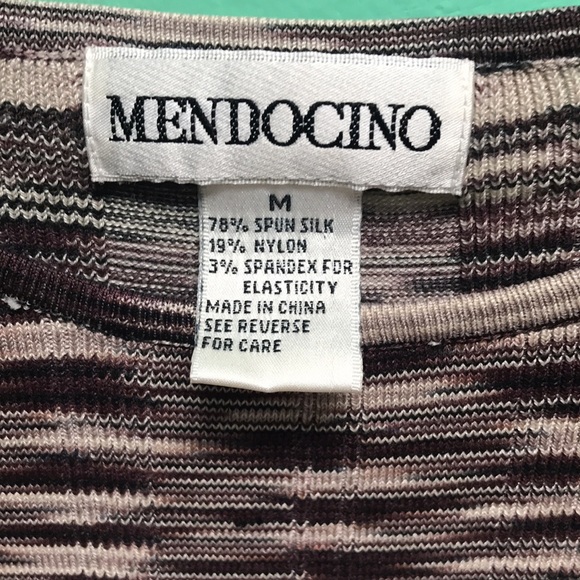 MENDOCINO
M
78% SPUN SILK
19% NYLON
3% SPANDEX FOR
ELASTICITY
MADE IN CHINA
SEE REVERSE
FOR CARE